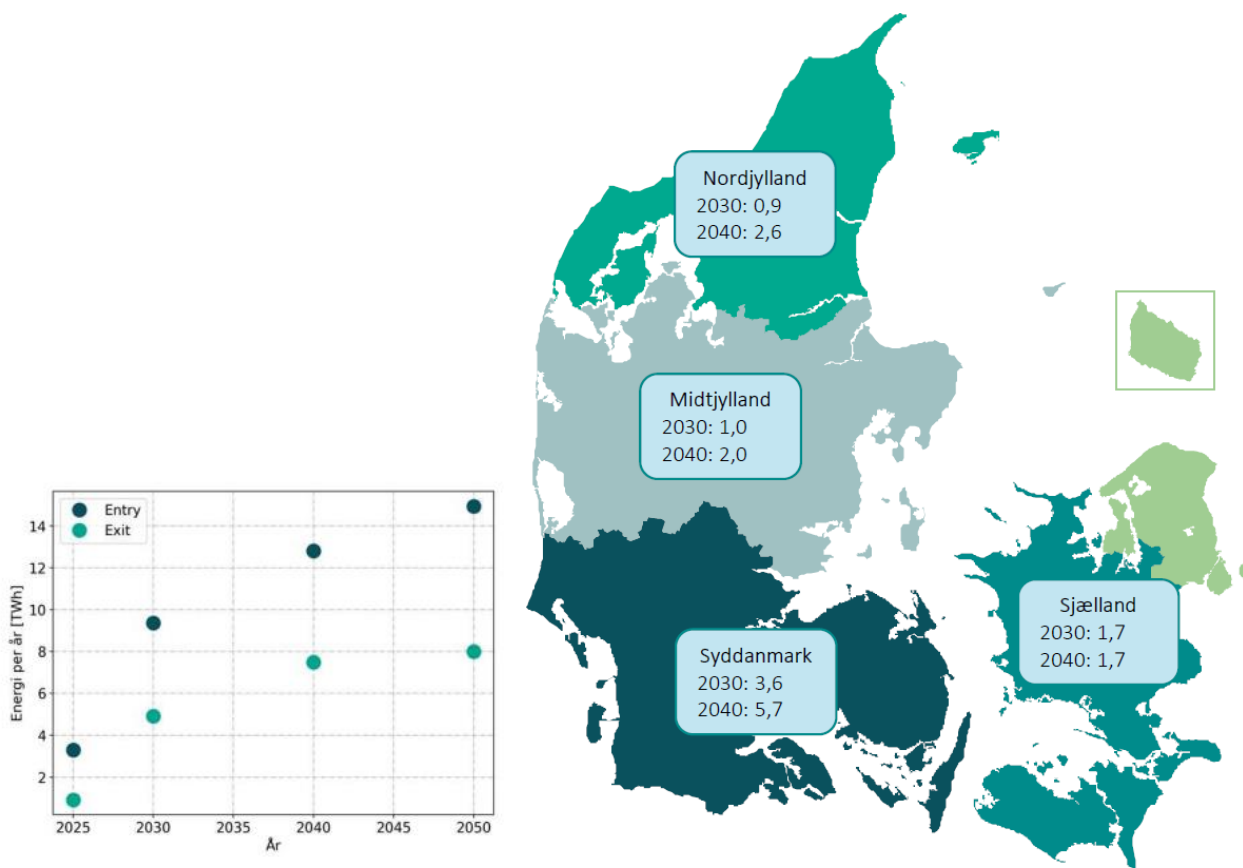 Nordjylland
2030: 0,9
2040: 2,6
Midtjylland
2030: 1,0
2040: 2,0
Syddanmark
2030: 3,6
2040: 5,7
Sjælland
2030: 1,7
2040: 1,7
Entry
Exit
Energi per år [TWh]
14
12
10
8
6
4
2
2025 2030 2035 2040 2045 2050
År